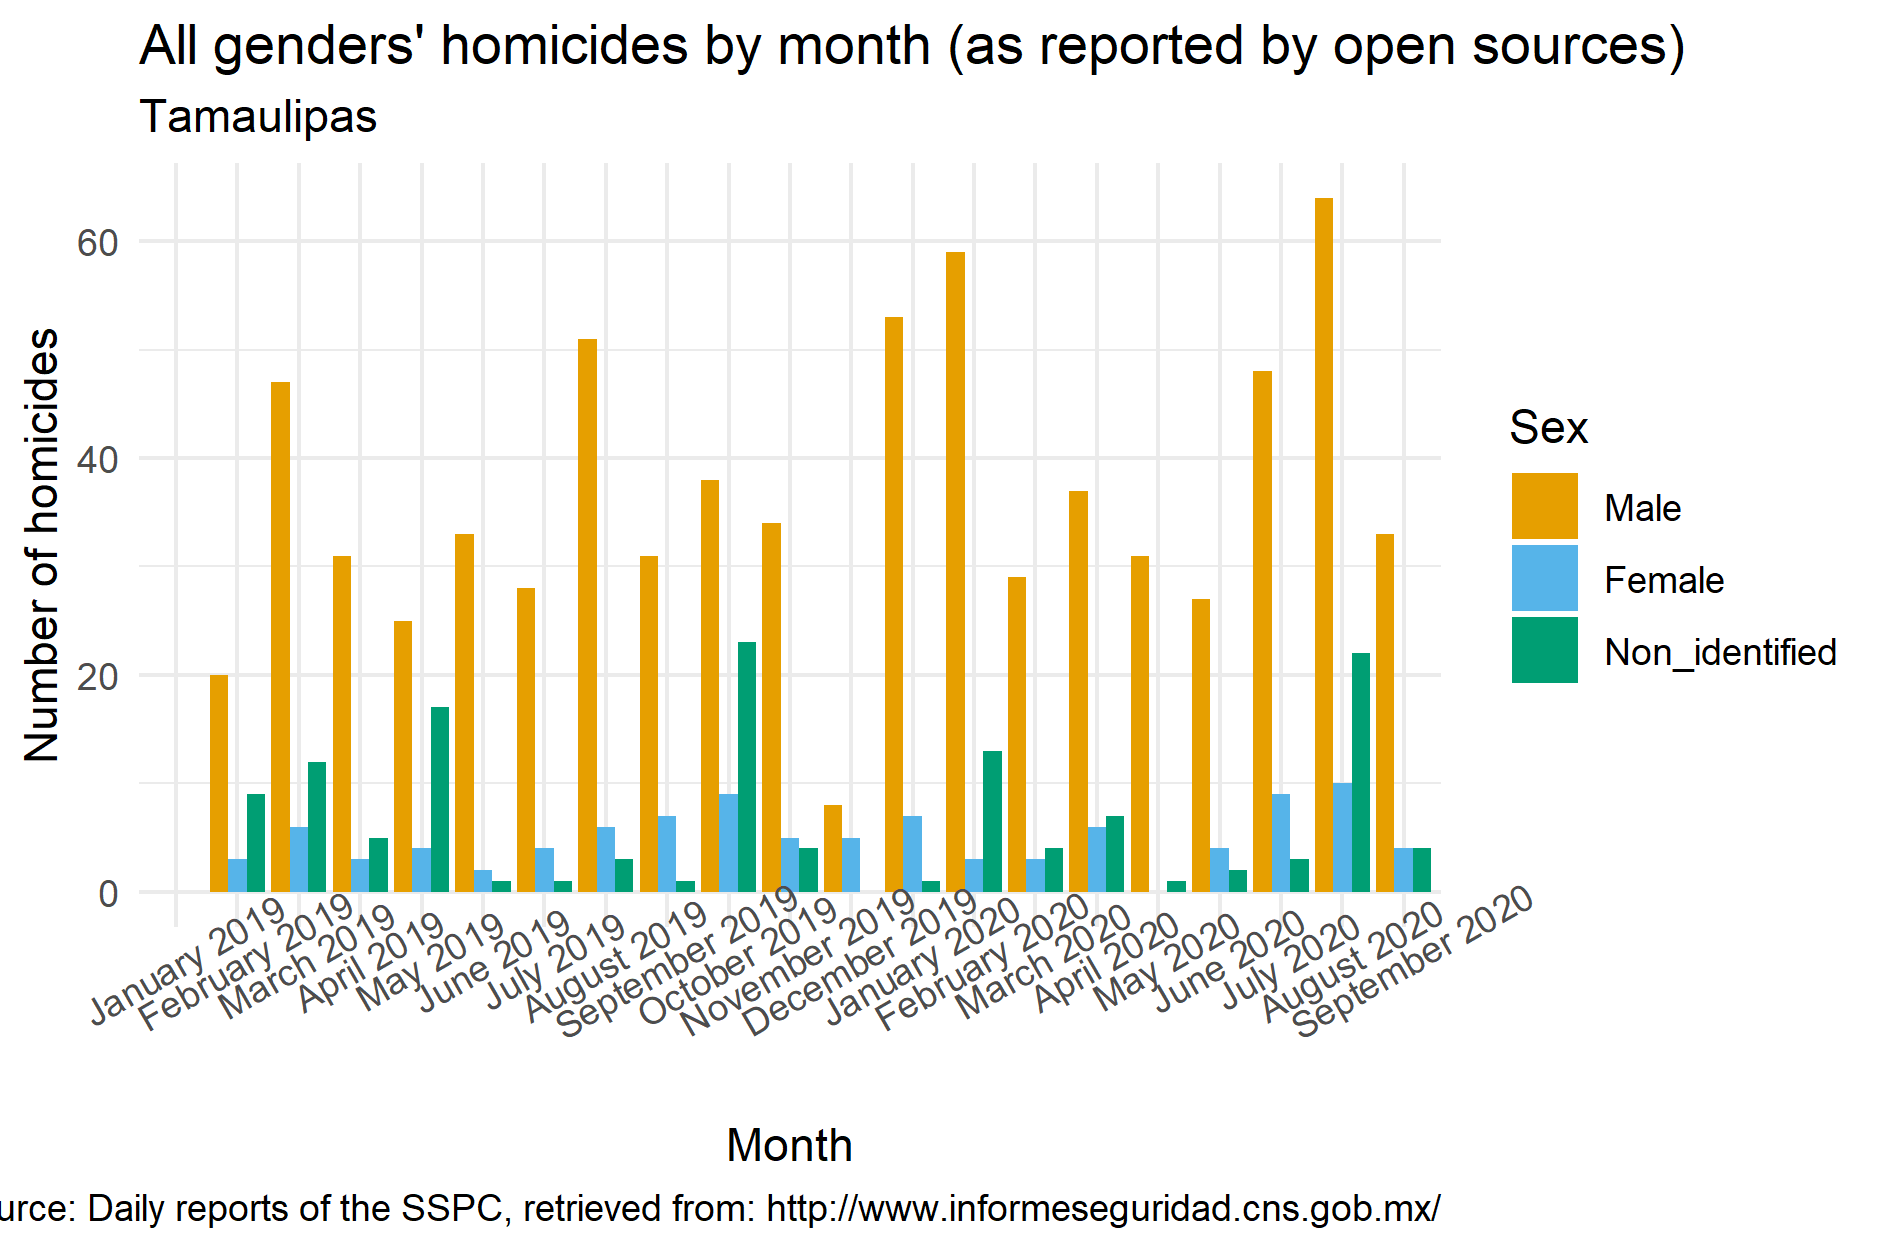 All genders' homicides by month (as reported by open sources)
Tamaulipas
Number of homicides
60
40
20
0
January 2019
February 2019
March 2019
April 2019
May 2019
June 2019
July 2019
August 2019
September 2019
October 2019
November 2019
December 2019
January 2020
February 2020
March 2020
April 2020
May 2020
June 2020
July 2020
August 2020
September 2020
Month
Sex
Male
Female
Non_identified
urce: Daily reports of the SSPC, retrieved from: http://www.informeseguridad.cns.gob.mx/